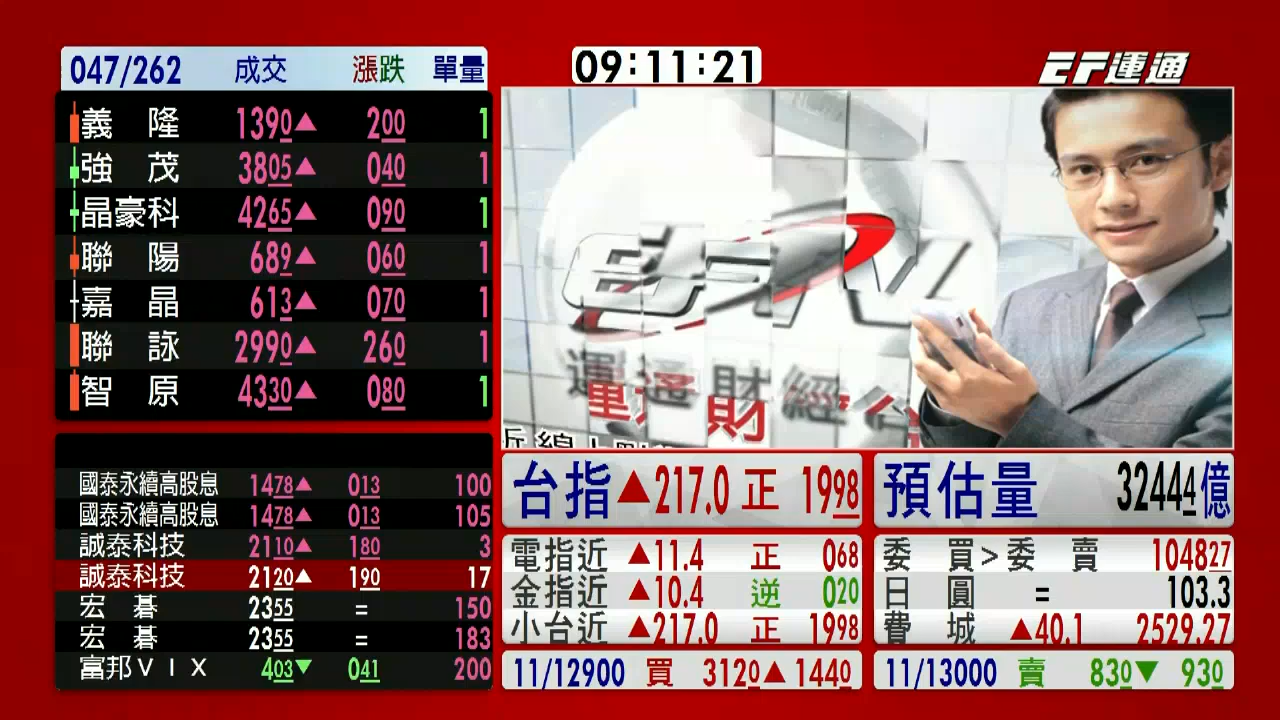 047/262 成交 漲跌 單量
義隆 1390▲ 200 1
強茂 3805▲ 040 1
晶豪科 4265▲ 090 1
聯陽 689▲ 060 1
嘉晶 613▲ 070 1
聯詠 2990▲ 260 1
智原 4330▲ 080 1
國泰永續高股息 1478▲ 013 100
國泰永續高股息 1478▲ 013 105
誠泰科技 2110▲ 180 3
誠泰科技 2120▲ 190 17
宏碁 2355 = 150
宏碁 2355 = 183
富邦ＶＩＸ 403▼ 041 200
09:11:21
EF運通
EFTV
運通財經台
台指▲217.0 正 1998
電指近 ▲11.4 正 068
金指近 ▲10.4 逆 020
小台近 ▲217.0 正 1998
11/12900 買 3120▲1440
預估量 32444億
委買>委賣 104827
日圓 = 103.3
費城 ▲40.1 2529.27
11/13000 賣 830▼ 930